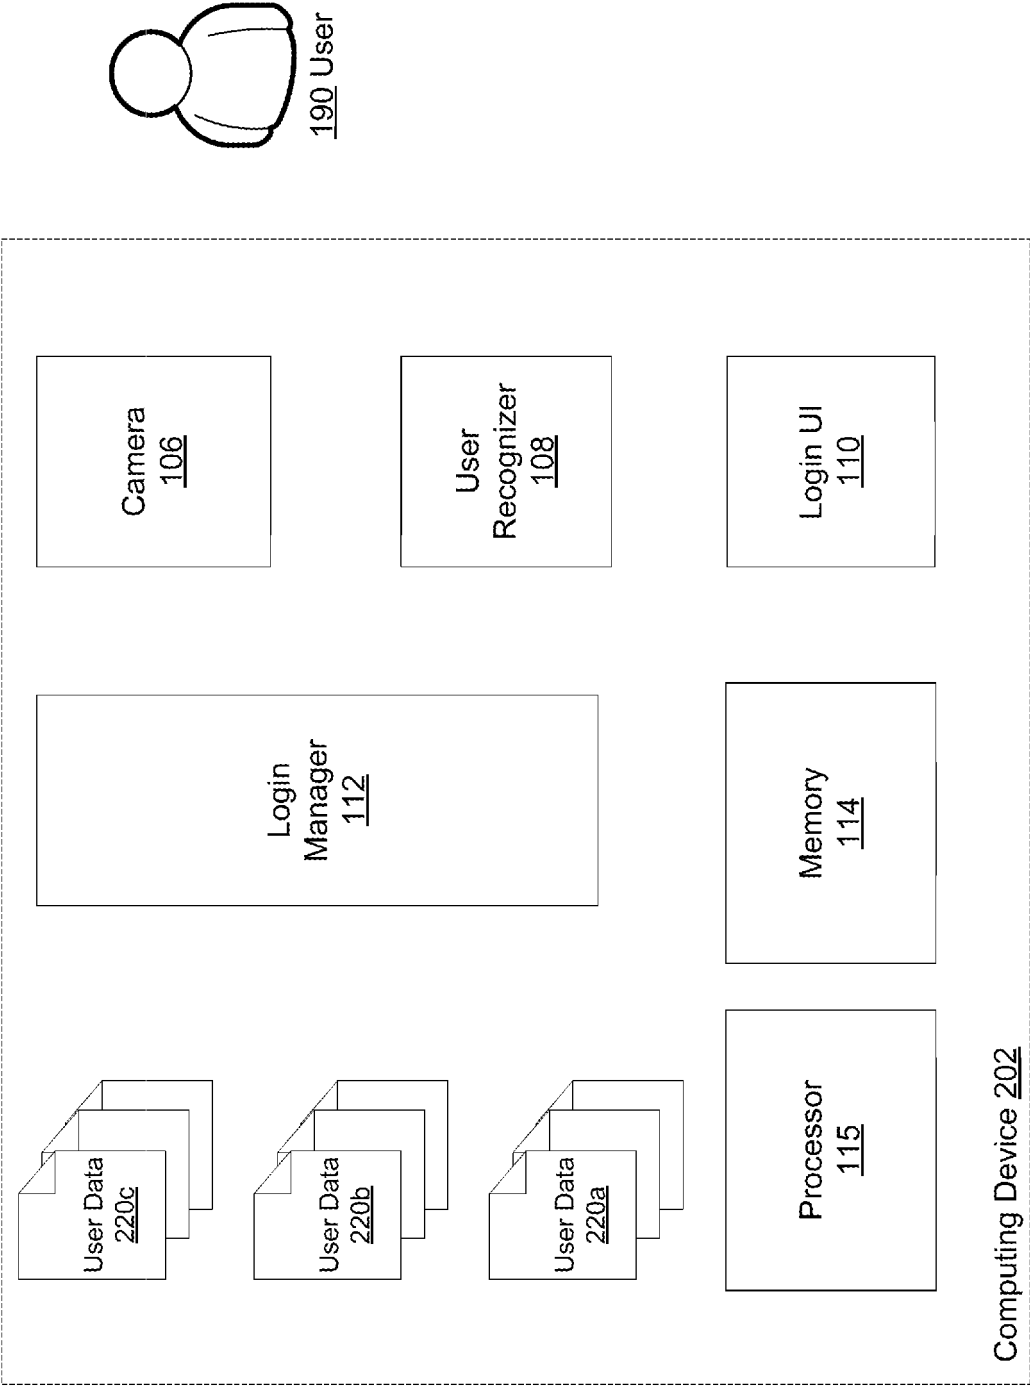 190 User
Camera
106
User
Recognizer
108
Login UI
110
Login
Manager
112
Memory
114
User Data
220c
User Data
220b
User Data
220a
Processor
115
Computing Device 202